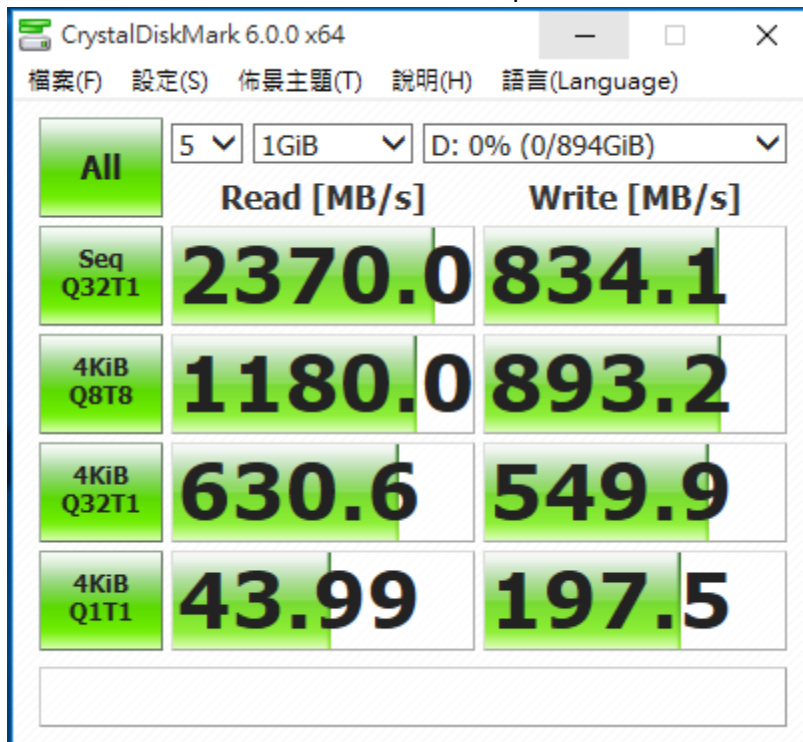 CrystalDiskMark 6.0.0 x64
檔案(F) 設定(S) 佈景主題(T) 說明(H) 語言(Language)
All 5 1GiB D: 0% (0/894GiB)
Read [MB/s] Write [MB/s]
Seq Q32T1 2370.0 834.1
4KiB Q8T8 1180.0 893.2
4KiB Q32T1 630.6 549.9
4KiB Q1T1 43.99 197.5